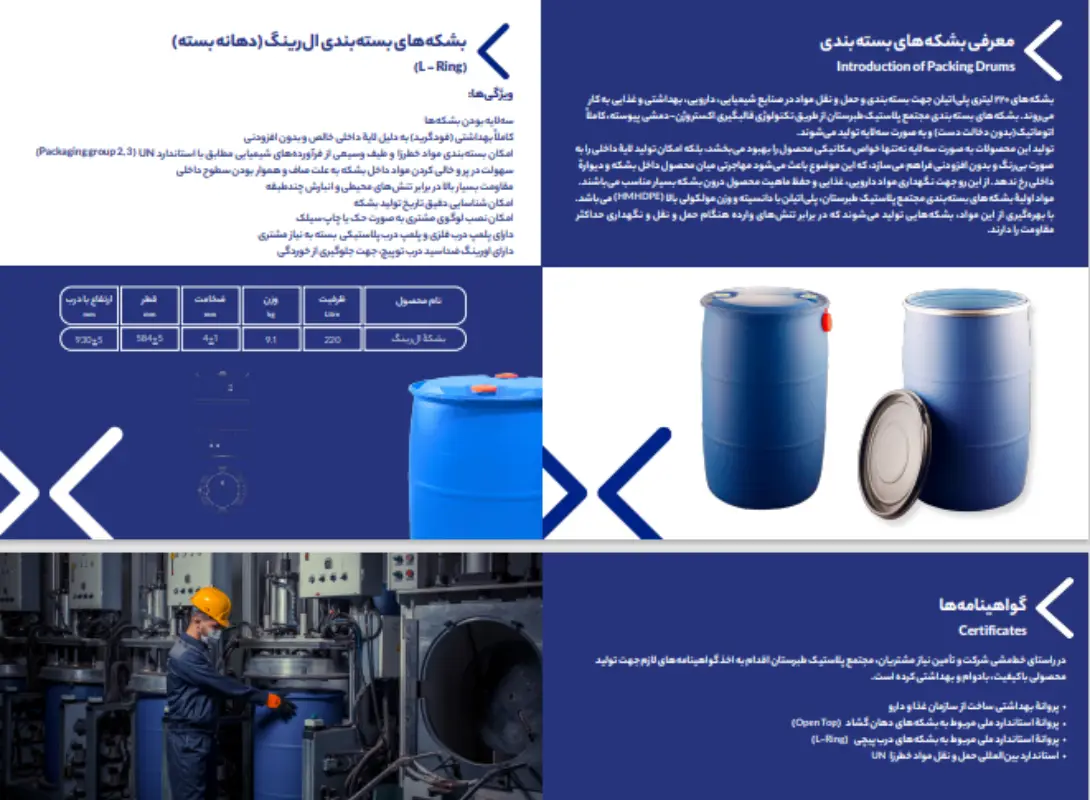 معرفی بشکه‌های بسته‌بندی
Introduction of Packing Drums
بشکه‌های ۲۲۰ لیتری پلی‌اتیلن جهت بسته‌بندی و حمل و نقل مواد در صنایع شیمیایی، دارویی، بهداشتی و غذایی به کار
می‌روند. بشکه‌های بسته‌بندی مجتمع پلاستیک طبرستان از طریق تکنولوژی قالبگیری اکستروژن-دمشی پیوسته، کاملاً
اتوماتیک (بدون دخالت دست) و به صورت سه‌لایه تولید می‌شوند.
تولید این محصولات به صورت سه لایه نه‌تنها خواص مکانیکی محصول را بهبود می‌بخشد، بلکه امکان تولید لایهٔ داخلی را به
صورت بی‌رنگ و بدون افزودنی فراهم می‌سازد، که این موضوع باعث می‌شود مهاجرتی میان محصول داخل بشکه و دیوارهٔ
داخلی رخ ندهد. از این رو جهت نگهداری مواد دارویی، غذایی و حفظ ماهیت محصول درون بشکه بسیار مناسب می‌باشند.
مواد اولیهٔ بشکه‌های بسته‌بندی مجتمع پلاستیک طبرستان، پلی‌اتیلن با دانسیته و وزن مولکولی بالا (HMHDPE) می‌باشد.
با بهره‌گیری از این مواد، بشکه‌هایی تولید می‌شوند که در برابر تنش‌های وارده هنگام حمل و نقل و نگهداری حداکثر
مقاومت را دارند.
بشکه‌های بسته‌بندی ال‌رینگ (دهانه بسته)
(L - Ring)
ویژگی‌ها:
سه‌لایه بودن بشکه‌ها
کاملاً بهداشتی (فودگرید) به دلیل لایهٔ داخلی خالص و بدون افزودنی
امکان بسته‌بندی مواد خطرزا و طیف وسیعی از فرآورده‌های شیمیایی مطابق با استاندارد UN (Packaging group 2, 3)
سهولت در پر و خالی کردن مواد داخل بشکه به علت صاف و هموار بودن سطوح داخلی
مقاومت بسیار بالا در برابر تنش‌های محیطی و انبارش چندطبقه
امکان شناسایی دقیق تاریخ تولید بشکه
امکان نصب لوگوی مشتری به صورت حک یا چاپ سیلک
دارای پلمپ درب فلزی و پلمپ درب پلاستیکی بسته به نیاز مشتری
دارای اورینگ ضداسید درب توپیچ، جهت جلوگیری از خوردگی
نام محصول ظرفیت Litre وزن kg ضخامت mm قطر mm ارتفاع با درب mm
بشکهٔ ال‌رینگ 220 9.1 4±1 584±5 930±5
گواهینامه‌ها
Certificates
در راستای خط‌مشی شرکت و تأمین نیاز مشتریان، مجتمع پلاستیک طبرستان اقدام به اخذ گواهینامه‌های لازم جهت تولید
محصولی باکیفیت، بادوام و بهداشتی کرده است.
• پروانهٔ بهداشتی ساخت از سازمان غذا و دارو
• پروانهٔ استاندارد ملی مربوط به بشکه‌های دهان گشاد (Open Top)
• پروانهٔ استاندارد ملی مربوط به بشکه‌های درب پیچی (L-Ring)
• استاندارد بین‌المللی حمل و نقل مواد خطرزا UN